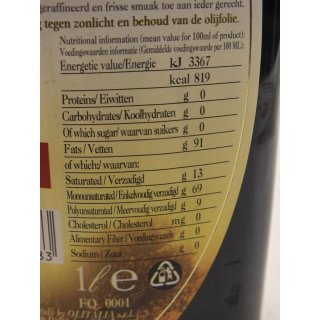 geraffineerd en frisse smaak toe aan ieder gerecht.
tegen zonlicht en behoud van de olijfolie.
Nutritional information (mean value for 100ml of product):
Voedingswaarden informatie (Gemiddelde voedingswaarde per 100 ML):
Energetic value/Energie kJ 3367
kcal 819
Proteins/Eiwitten g 0
Carbohydrates/Koolhydraten g 0
Of which sugar/waarvan suikers g 0
Fats/Vetten g 91
of which:/waarvan:
Saturated/Verzadigd g 13
Monounsaturated/Enkelvoudig verzadigd g 69
Polyunsaturated/Meervoudig verzadigd g 9
Cholesterol/Cholesterol mg 0
Alimentary Fiber/Voedingsvezels g 0
Sodium/Zout g 0
83
1 l e
FQ 0001
Italy by OLITALIA s.r.l.